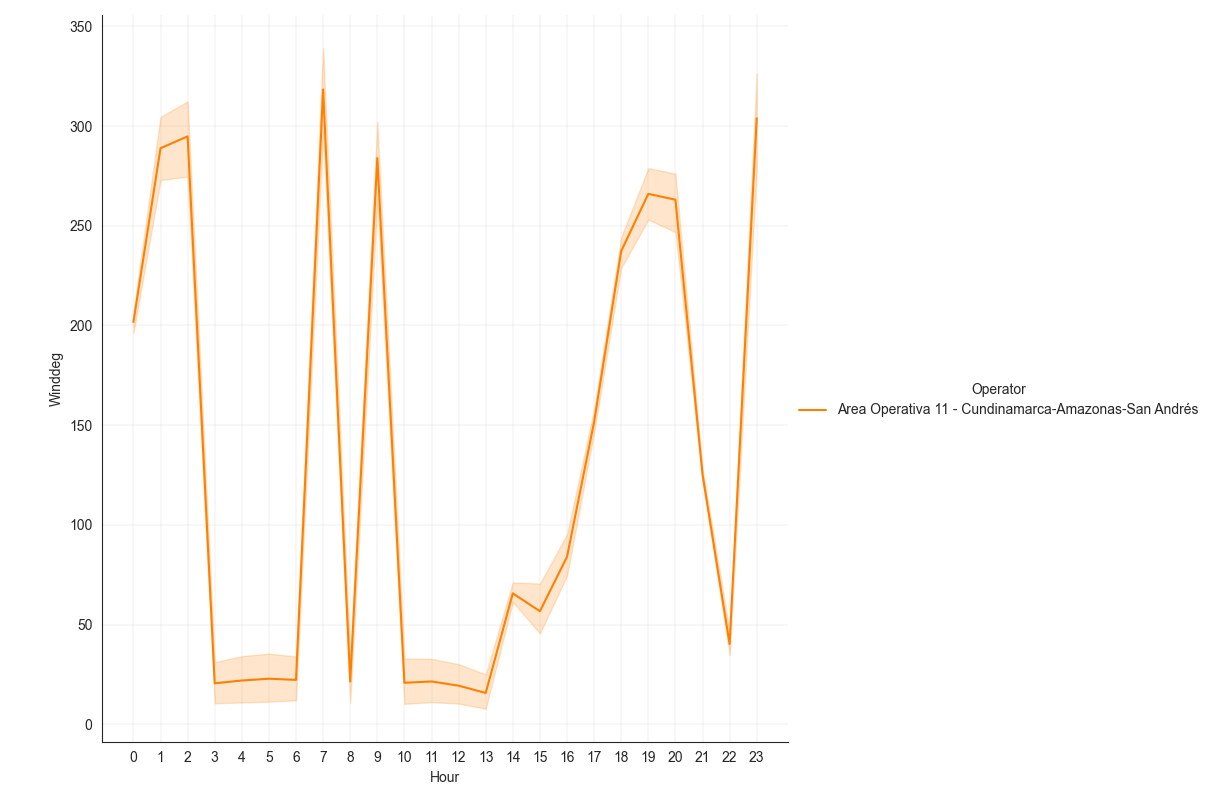 350
300
250
200
150
100
50
0
Winddeg
0 1 2 3 4 5 6 7 8 9 10 11 12 13 14 15 16 17 18 19 20 21 22 23
Hour
Operator
Area Operativa 11 - Cundinamarca-Amazonas-San Andrés